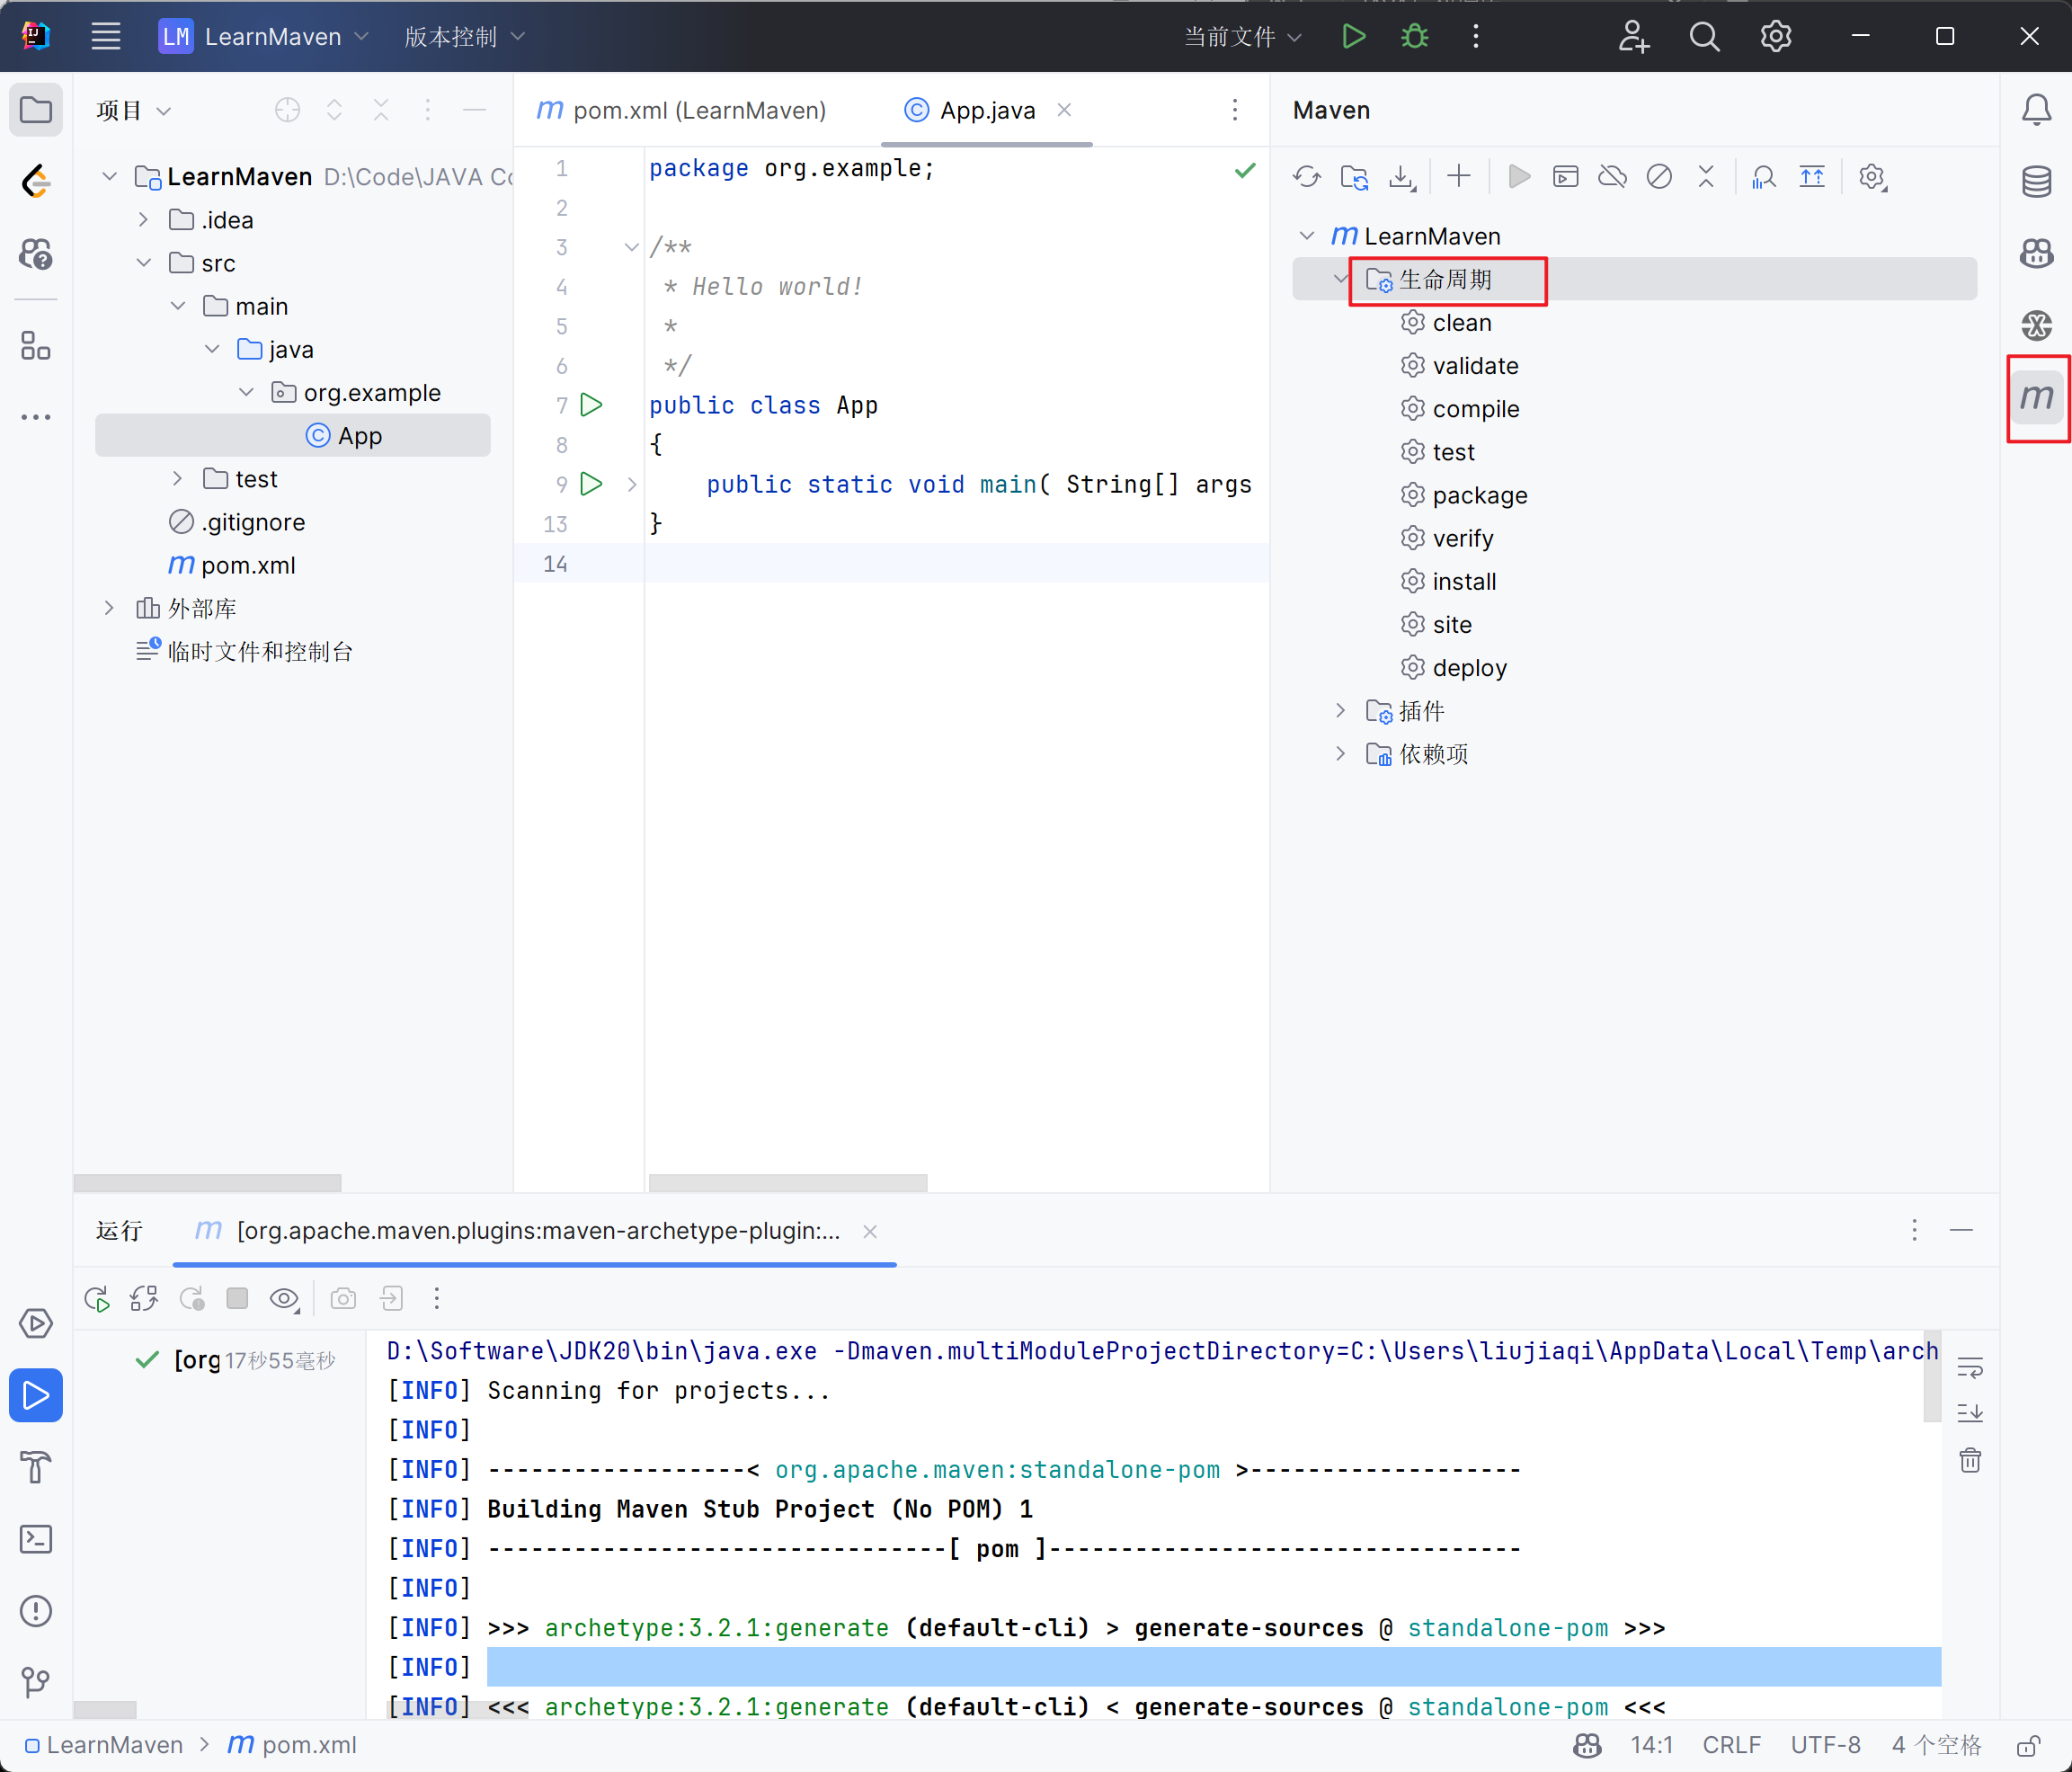 LM LearnMaven 版本控制 当前文件
项目
LearnMaven D:\Code\JAVA Co
.idea
src
main
java
org.example
App
test
.gitignore
pom.xml
外部库
临时文件和控制台
pom.xml (LearnMaven) App.java
1 package org.example;
2
3 /**
4 * Hello world!
5 *
6 */
7 public class App
8 {
9 public static void main( String[] args
13 }
14
Maven
LearnMaven
生命周期
clean
validate
compile
test
package
verify
install
site
deploy
插件
依赖项
运行 [org.apache.maven.plugins:maven-archetype-plugin:...
[org 17秒55毫秒
D:\Software\JDK20\bin\java.exe -Dmaven.multiModuleProjectDirectory=C:\Users\liujiaqi\AppData\Local\Temp\arch
[INFO] Scanning for projects...
[INFO]
[INFO] ------------------< org.apache.maven:standalone-pom >-------------------
[INFO] Building Maven Stub Project (No POM) 1
[INFO] --------------------------------[ pom ]---------------------------------
[INFO]
[INFO] >>> archetype:3.2.1:generate (default-cli) > generate-sources @ standalone-pom >>>
[INFO]
[INFO] <<< archetype:3.2.1:generate (default-cli) < generate-sources @ standalone-pom <<<
LearnMaven > pom.xml 14:1 CRLF UTF-8 4 个空格